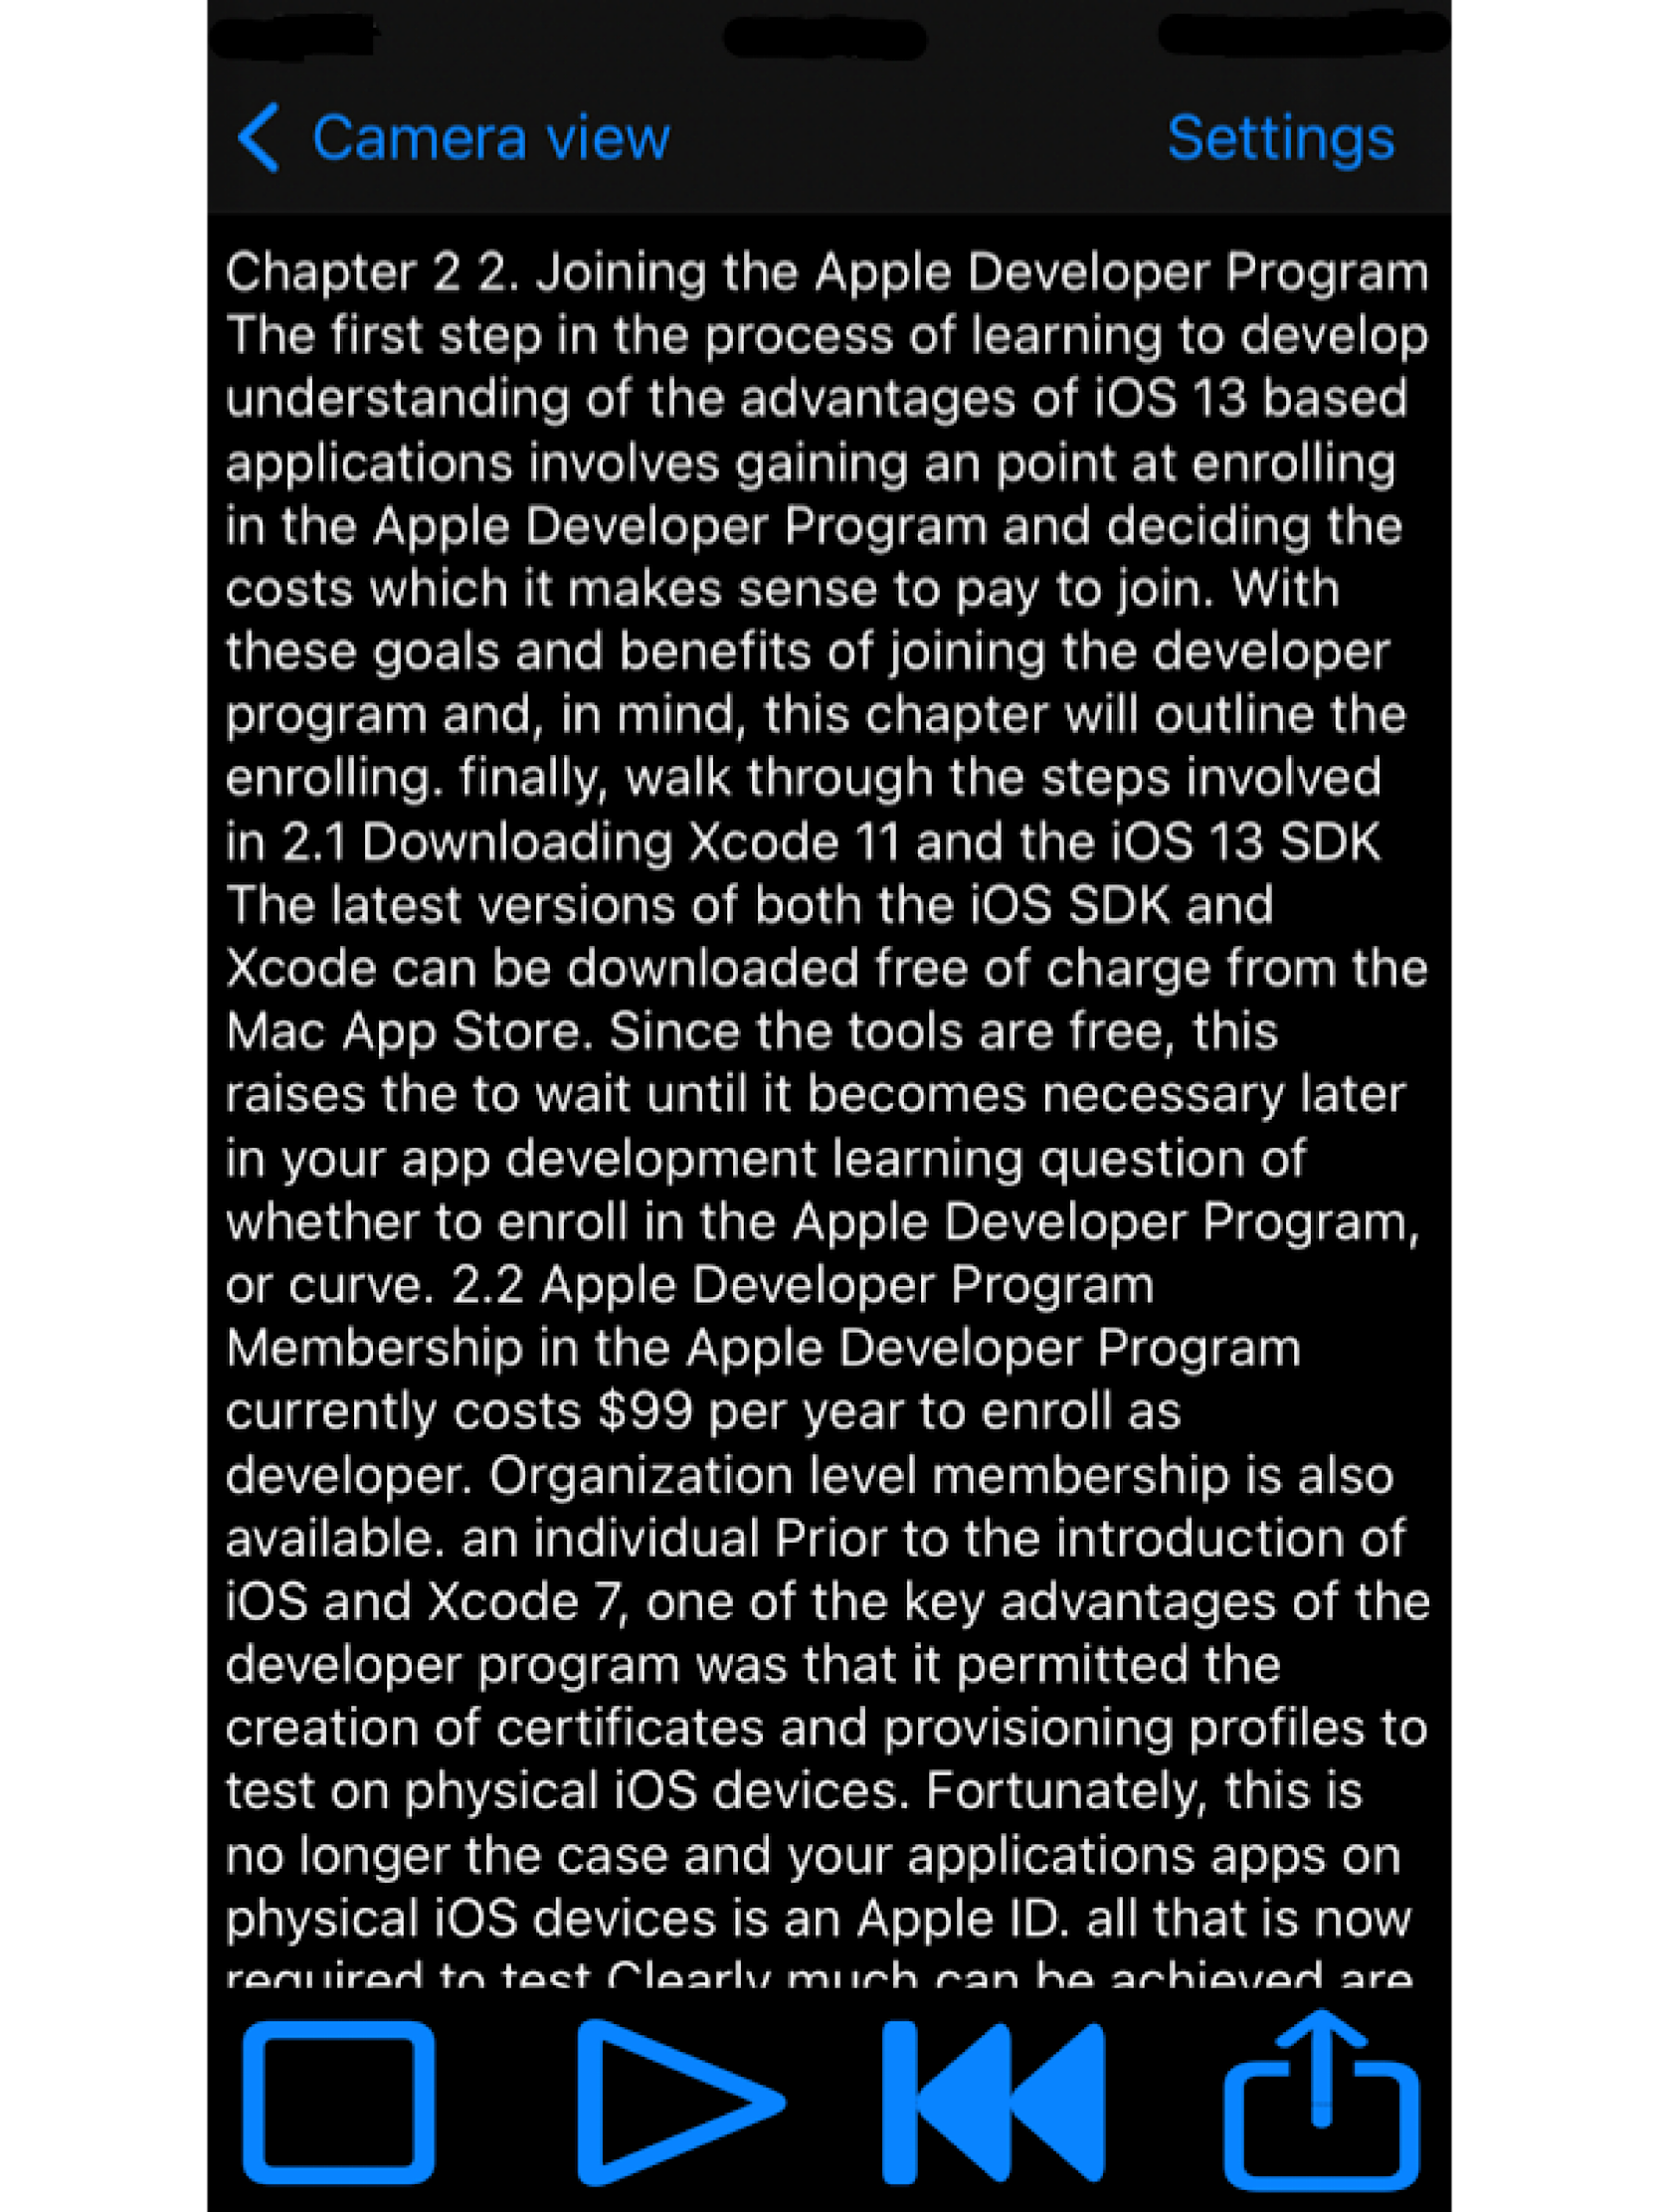 Camera view
Settings
Chapter 2 2. Joining the Apple Developer Program
The first step in the process of learning to develop
understanding of the advantages of iOS 13 based
applications involves gaining an point at enrolling
in the Apple Developer Program and deciding the
costs which it makes sense to pay to join. With
these goals and benefits of joining the developer
program and, in mind, this chapter will outline the
enrolling. finally, walk through the steps involved
in 2.1 Downloading Xcode 11 and the iOS 13 SDK
The latest versions of both the iOS SDK and
Xcode can be downloaded free of charge from the
Mac App Store. Since the tools are free, this
raises the to wait until it becomes necessary later
in your app development learning question of
whether to enroll in the Apple Developer Program,
or curve. 2.2 Apple Developer Program
Membership in the Apple Developer Program
currently costs $99 per year to enroll as
developer. Organization level membership is also
available. an individual Prior to the introduction of
iOS and Xcode 7, one of the key advantages of the
developer program was that it permitted the
creation of certificates and provisioning profiles to
test on physical iOS devices. Fortunately, this is
no longer the case and your applications apps on
physical iOS devices is an Apple ID. all that is now
required to test Clearly much can be achieved are